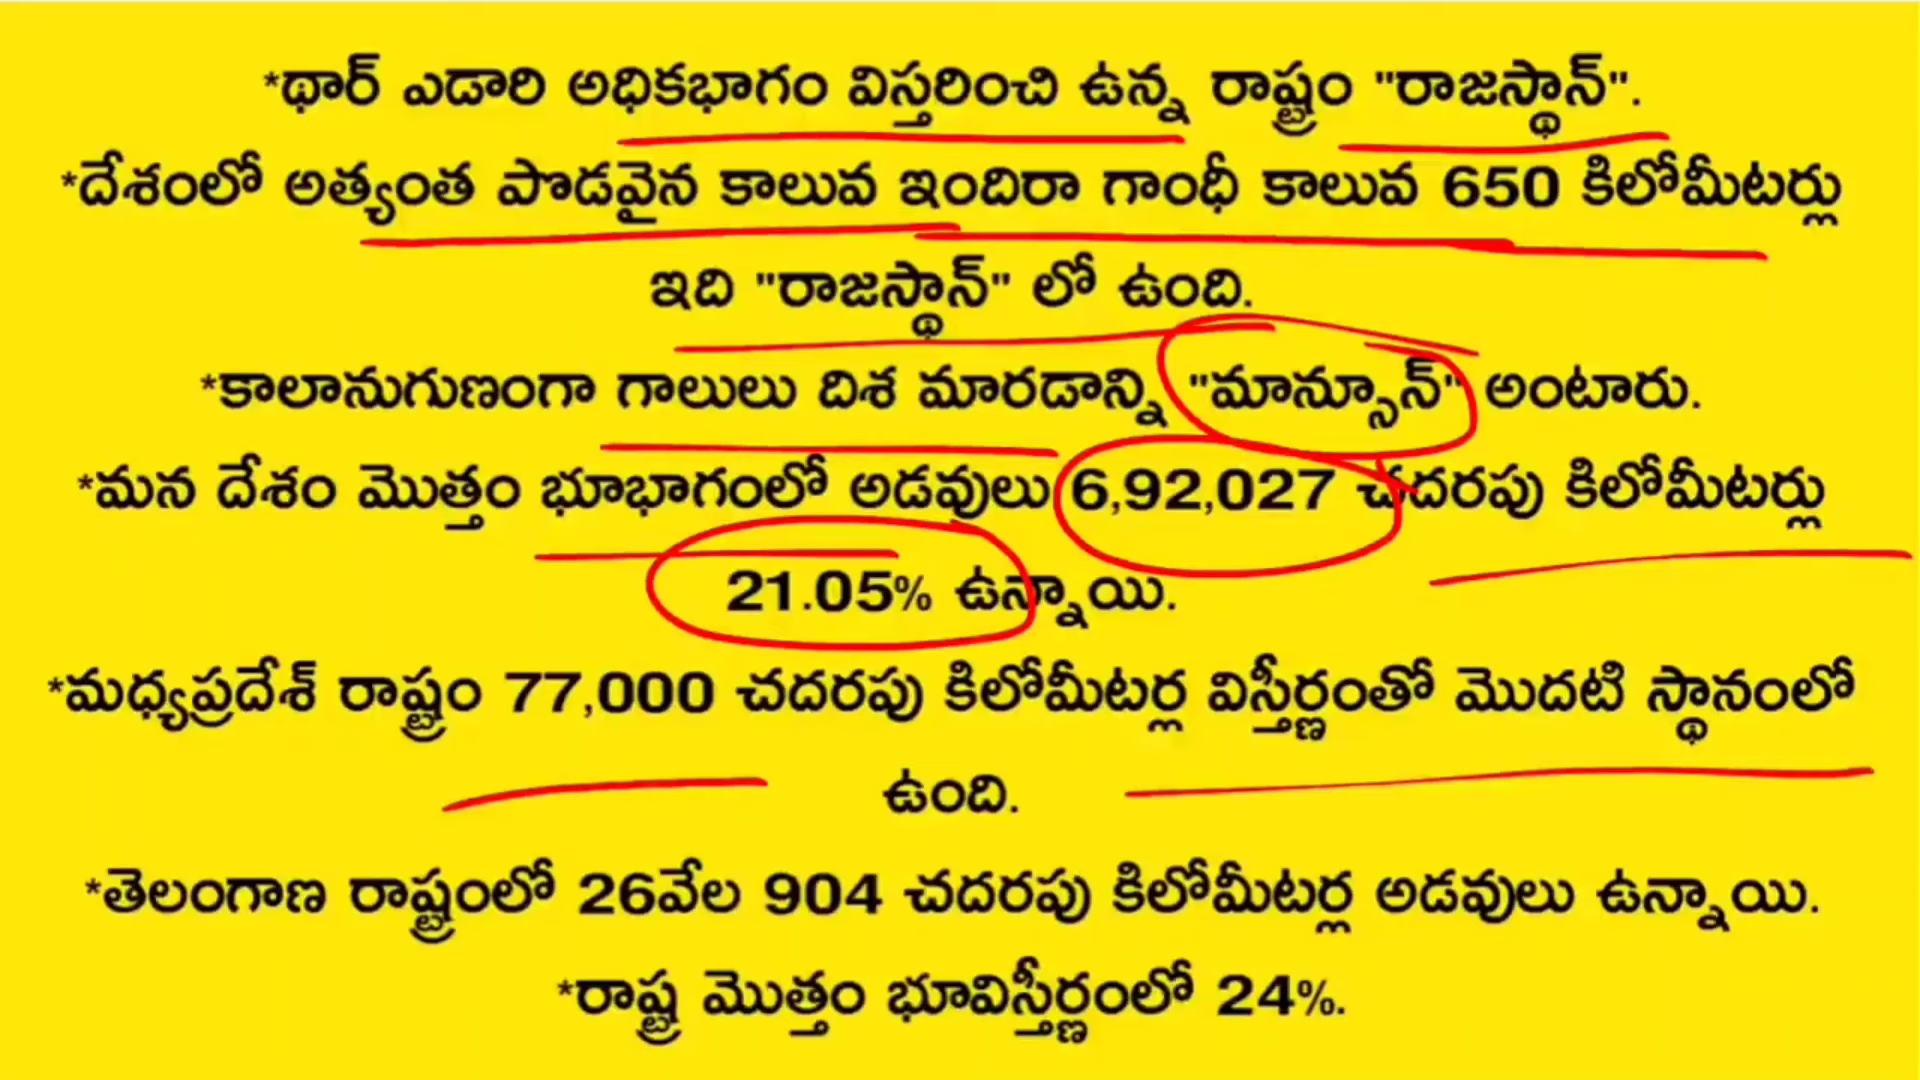 *థార్ ఎడారి అధికభాగం విస్తరించి ఉన్న రాష్ట్రం "రాజస్థాన్".
*దేశంలో అత్యంత పొడవైన కాలువ ఇందిరా గాంధీ కాలువ 650 కిలోమీటర్లు
ఇది "రాజస్థాన్" లో ఉంది.
*కాలానుగుణంగా గాలులు దిశ మారడాన్ని "మాన్సూన్" అంటారు.
*మన దేశం మొత్తం భూభాగంలో అడవులు 6,92,027 చదరపు కిలోమీటర్లు
21.05% ఉన్నాయి.
*మధ్యప్రదేశ్ రాష్ట్రం 77,000 చదరపు కిలోమీటర్ల విస్తీర్ణంతో మొదటి స్థానంలో
ఉంది.
*తెలంగాణ రాష్ట్రంలో 26వేల 904 చదరపు కిలోమీటర్ల అడవులు ఉన్నాయి.
*రాష్ట్ర మొత్తం భూవిస్తీర్ణంలో 24%.